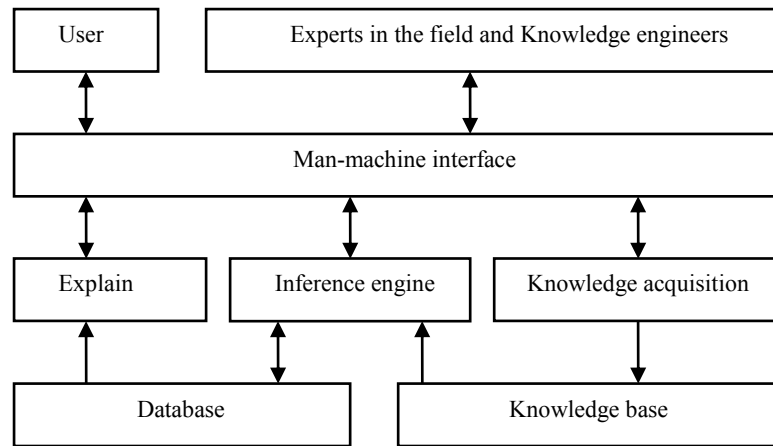 User
Experts in the field and Knowledge engineers
Man-machine interface
Explain
Inference engine
Knowledge acquisition
Database
Knowledge base